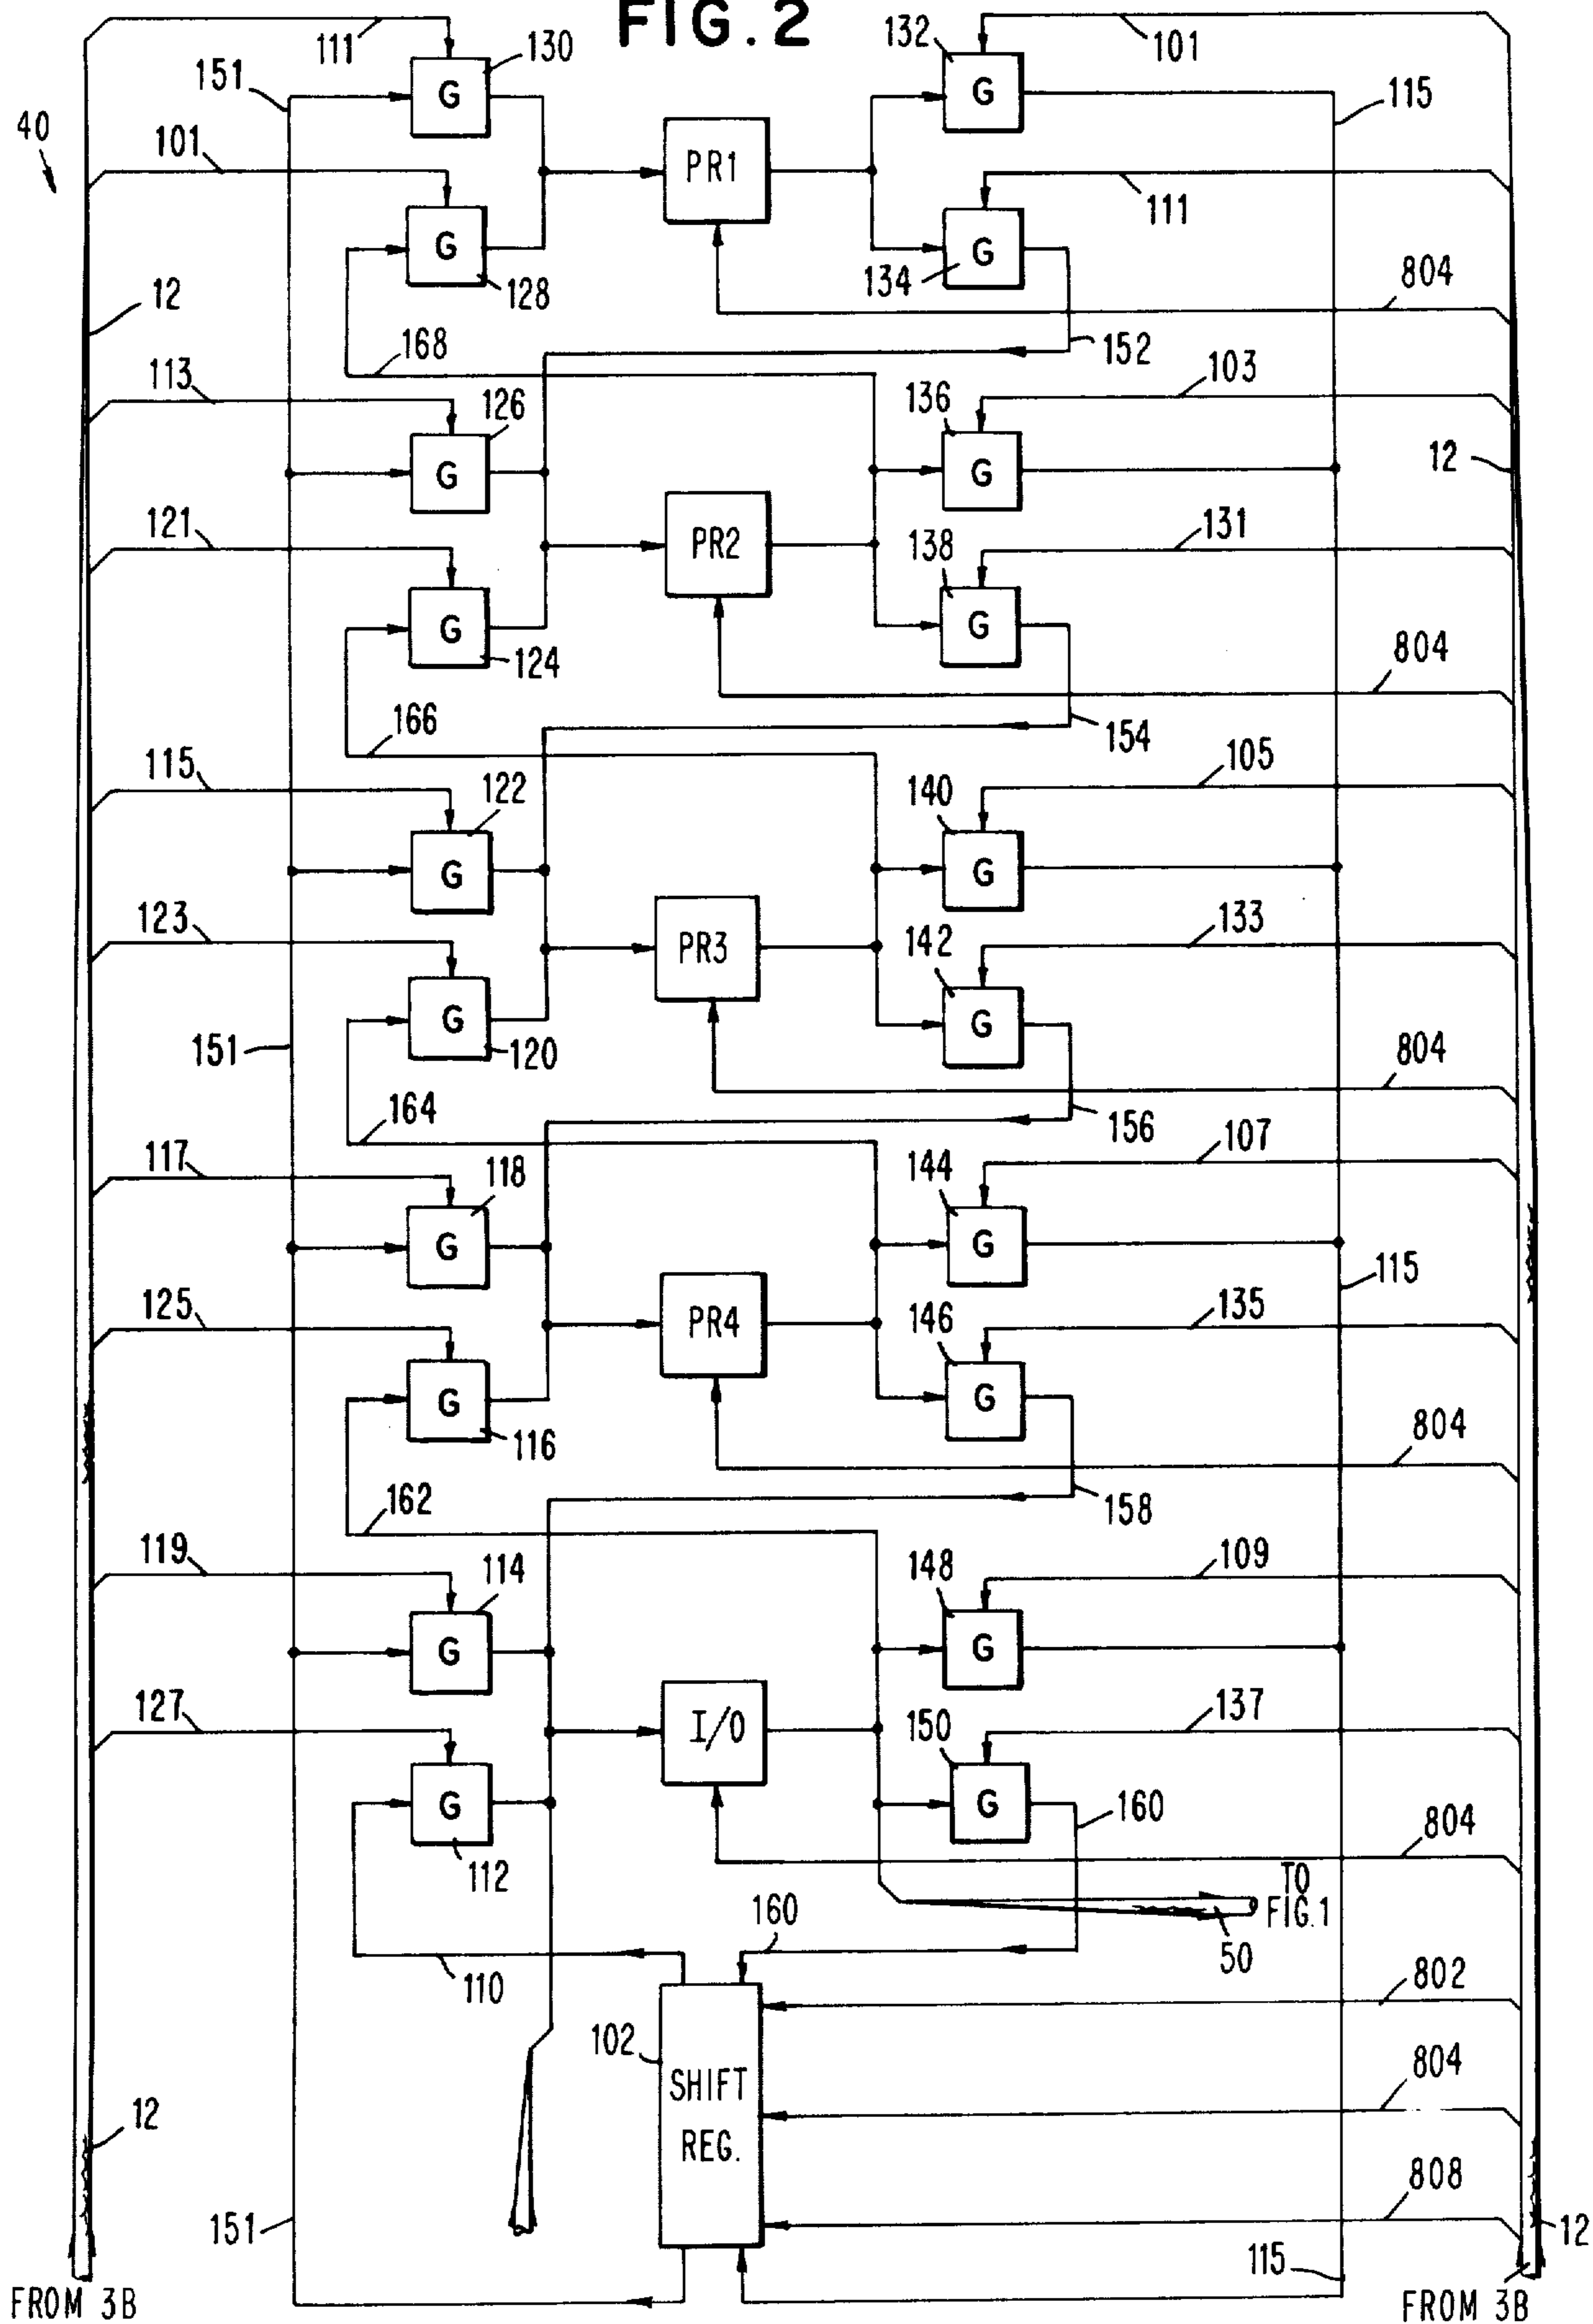 FIG. 2
111
130
132
101
151
G
G
115
40
101
PR1
111
G
G
128
134
804
12
168
152
113
126
136
103
G
G
12
121
PR2
138
131
G
G
124
804
166
154
115
122
140
105
G
G
123
PR3
142
133
G
G
151
120
804
164
156
117
118
144
107
G
G
115
125
PR4
146
135
G
G
116
804
162
158
119
114
148
109
G
G
127
I/O
150
137
G
G
160
112
804
TO
FIG. 1
160
50
110
802
102
SHIFT
REG.
804
12
808
151
12
115
FROM 3B
FROM 3B